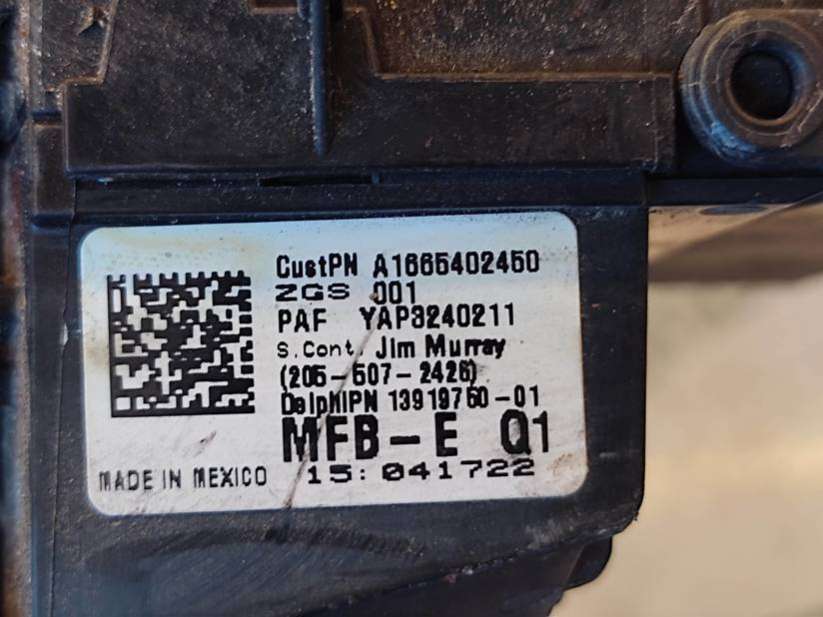 CustPN A1665402450
ZGS 001
PAF YAP3240211
S.Cont. Jim Murray
(205-507-2426)
DelphiPN 13919750-01
MFB-E Q1
MADE IN MEXICO 15: 041722